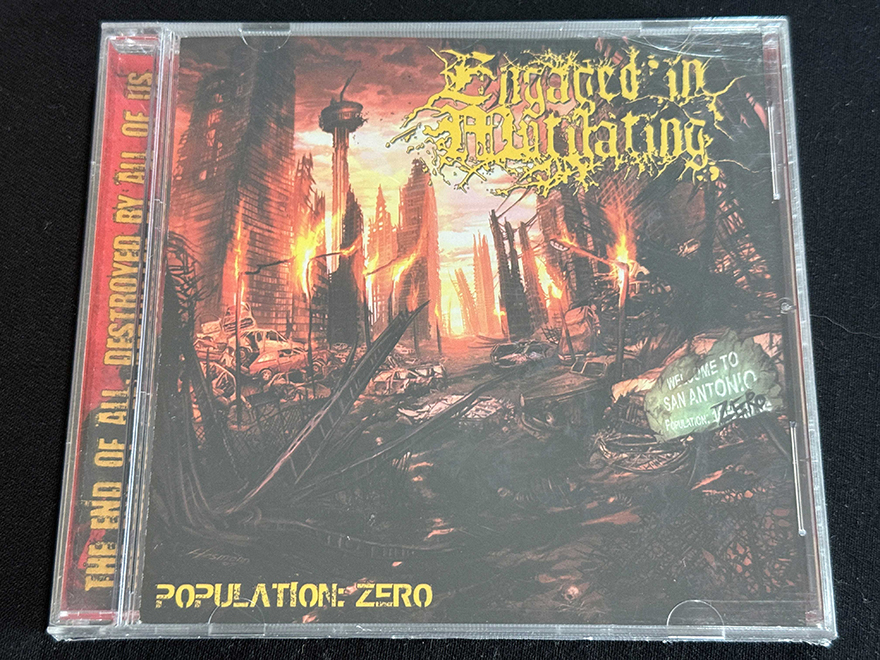 THE END OF ALL, DESTROYED BY ALL OF US
Engaged in
Mutilating
WELCOME TO
SAN ANTONIO
POPULATION: ZERO
POPULATION: ZERO